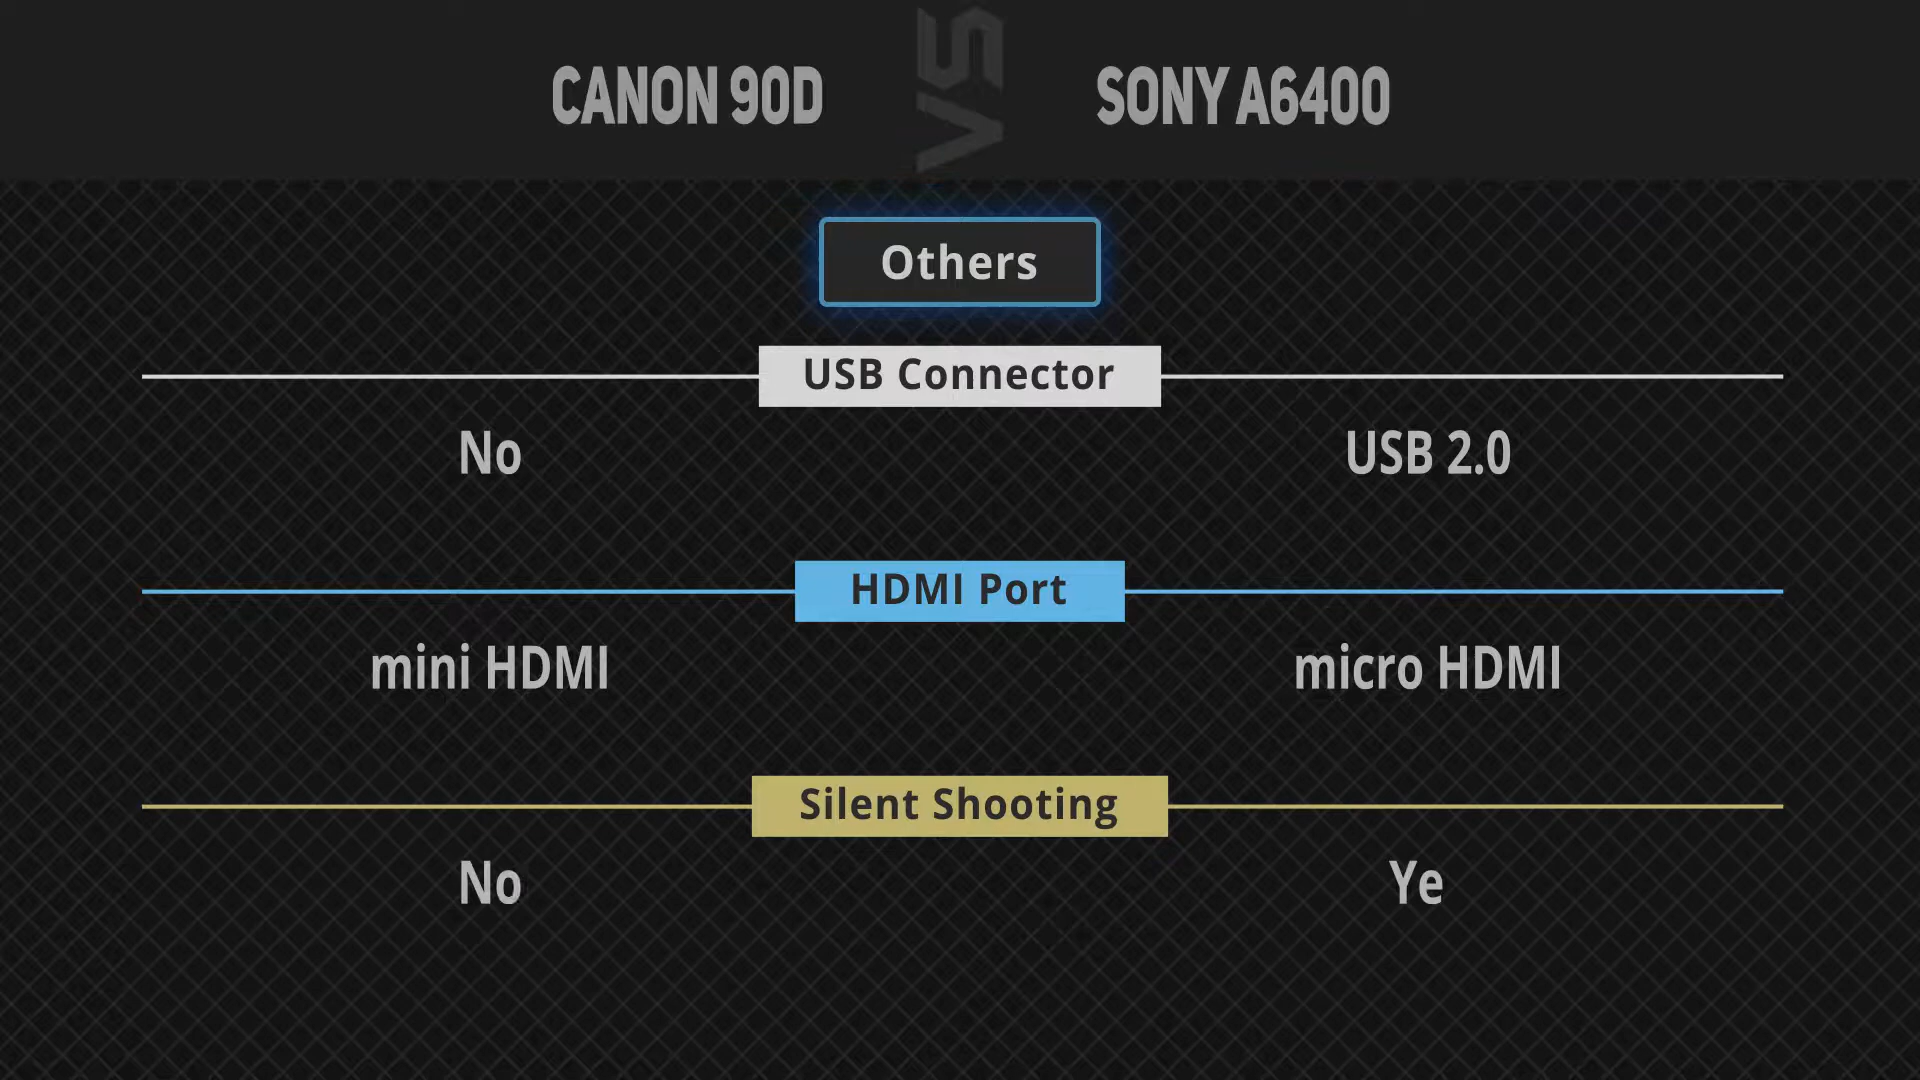 CANON 90D VS SONY A6400
Others
USB Connector
No USB 2.0
HDMI Port
mini HDMI micro HDMI
Silent Shooting
No Ye